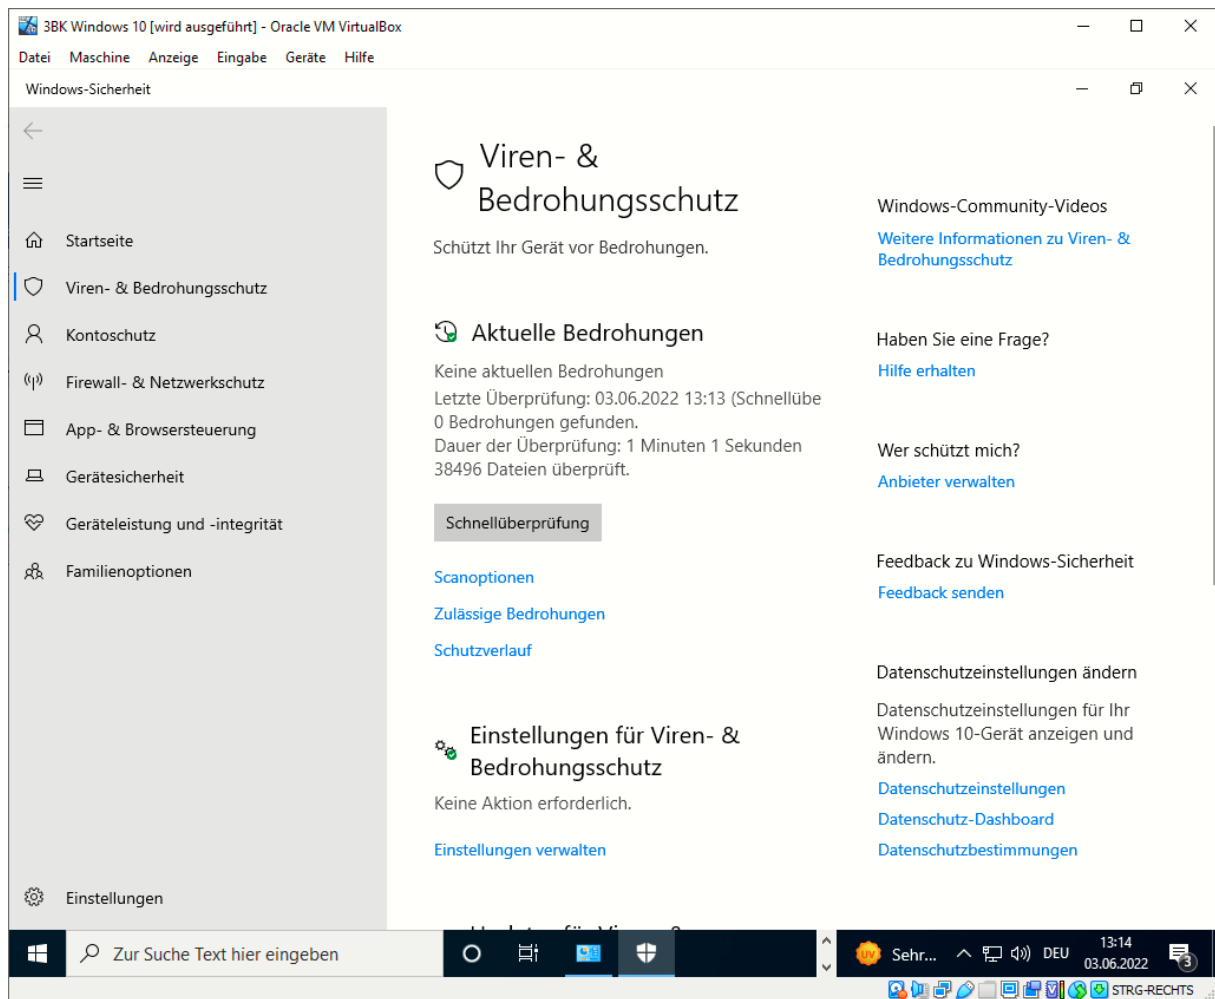 3BK Windows 10 [wird ausgeführt] - Oracle VM VirtualBox
Datei Maschine Anzeige Eingabe Geräte Hilfe
Windows-Sicherheit
Startseite
Viren- & Bedrohungsschutz
Kontoschutz
Firewall- & Netzwerkschutz
App- & Browsersteuerung
Gerätesicherheit
Geräteleistung und -integrität
Familienoptionen
Einstellungen
Viren- &
Bedrohungsschutz
Schützt Ihr Gerät vor Bedrohungen.
Aktuelle Bedrohungen
Keine aktuellen Bedrohungen
Letzte Überprüfung: 03.06.2022 13:13 (Schnellübe
0 Bedrohungen gefunden.
Dauer der Überprüfung: 1 Minuten 1 Sekunden
38496 Dateien überprüft.
Schnellüberprüfung
Scanoptionen
Zulässige Bedrohungen
Schutzverlauf
Einstellungen für Viren- &
Bedrohungsschutz
Keine Aktion erforderlich.
Einstellungen verwalten
Windows-Community-Videos
Weitere Informationen zu Viren- &
Bedrohungsschutz
Haben Sie eine Frage?
Hilfe erhalten
Wer schützt mich?
Anbieter verwalten
Feedback zu Windows-Sicherheit
Feedback senden
Datenschutzeinstellungen ändern
Datenschutzeinstellungen für Ihr
Windows 10-Gerät anzeigen und
ändern.
Datenschutzeinstellungen
Datenschutz-Dashboard
Datenschutzbestimmungen
Zur Suche Text hier eingeben
UV
Sehr...
DEU
13:14
03.06.2022
3
STRG-RECHTS